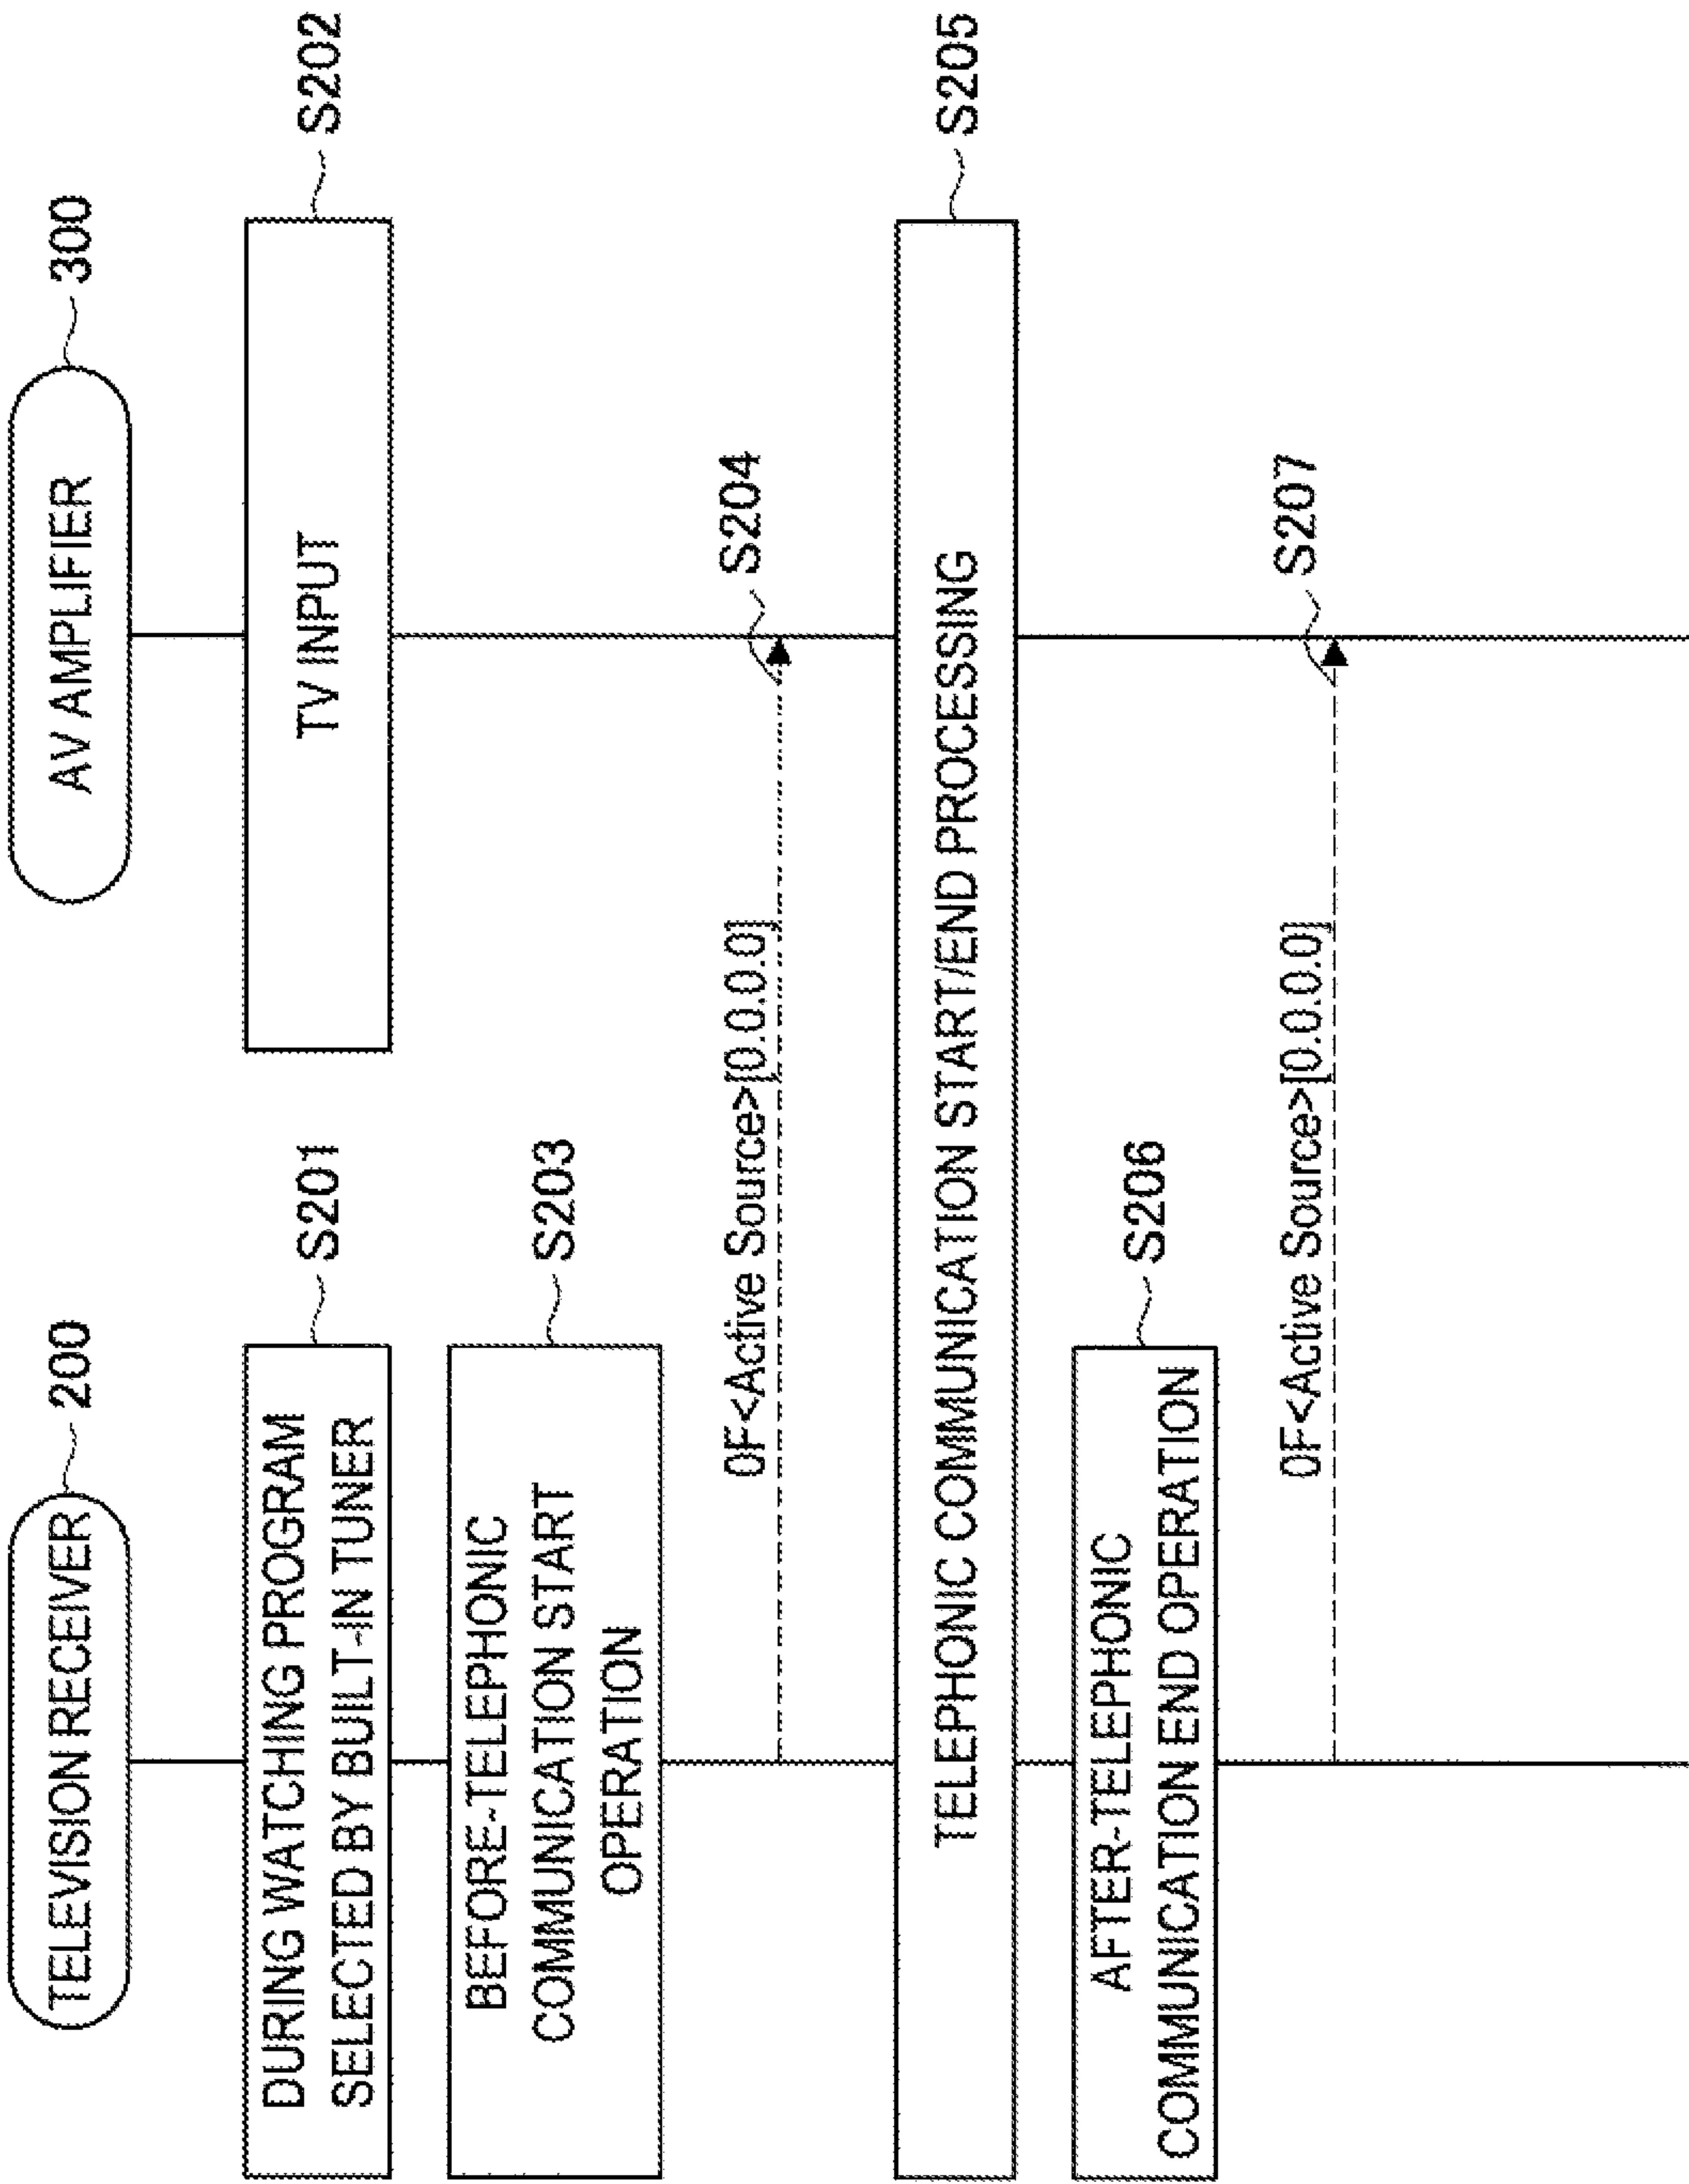 TELEVISION RECEIVER
200
AV AMPLIFIER
300
DURING WATCHING PROGRAM
SELECTED BY BUILT-IN TUNER
S201
TV INPUT
S202
BEFORE-TELEPHONIC
COMMUNICATION START
OPERATION
S203
0F<Active Source>[0.0.0.0]
S204
TELEPHONIC COMMUNICATION START/END PROCESSING
S205
AFTER-TELEPHONIC
COMMUNICATION END OPERATION
S206
0F<Active Source>[0.0.0.0]
S207